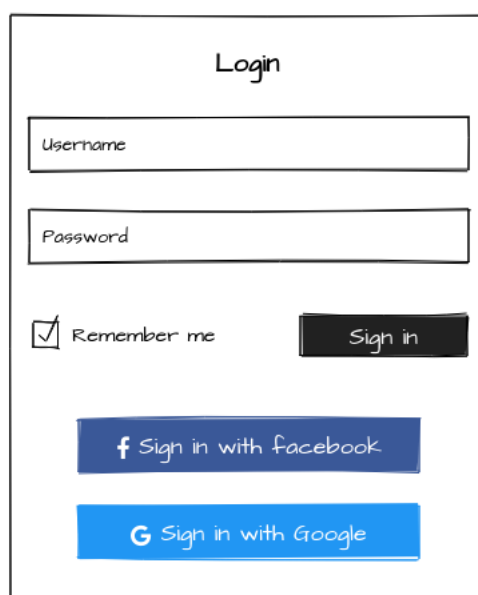 Login
Username
Password
Remember me
Sign in
Sign in with facebook
G Sign in with Google